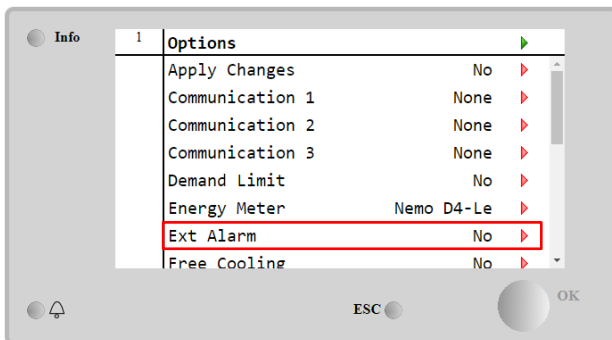 Info
1 Options
Apply Changes No
Communication 1 None
Communication 2 None
Communication 3 None
Demand Limit No
Energy Meter Nemo D4-Le
Ext Alarm No
Free Cooling No
ESC
OK